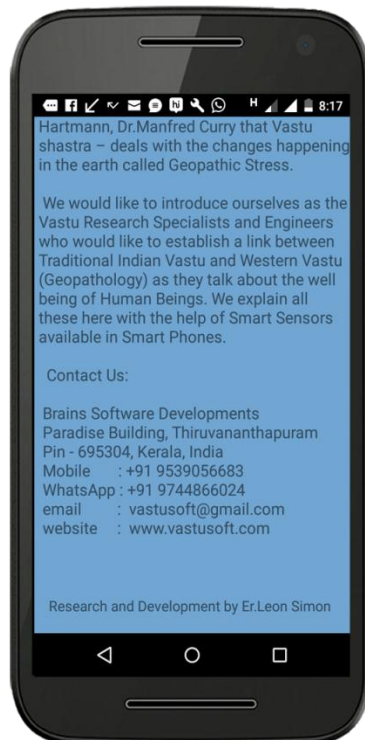 H 8:17
Hartmann, Dr.Manfred Curry that Vastu
shastra – deals with the changes happening
in the earth called Geopathic Stress.
We would like to introduce ourselves as the
Vastu Research Specialists and Engineers
who would like to establish a link between
Traditional Indian Vastu and Western Vastu
(Geopathology) as they talk about the well
being of Human Beings. We explain all
these here with the help of Smart Sensors
available in Smart Phones.
Contact Us:
Brains Software Developments
Paradise Building, Thiruvananthapuram
Pin - 695304, Kerala, India
Mobile : +91 9539056683
WhatsApp : +91 9744866024
email : vastusoft@gmail.com
website : www.vastusoft.com
Research and Development by Er.Leon Simon